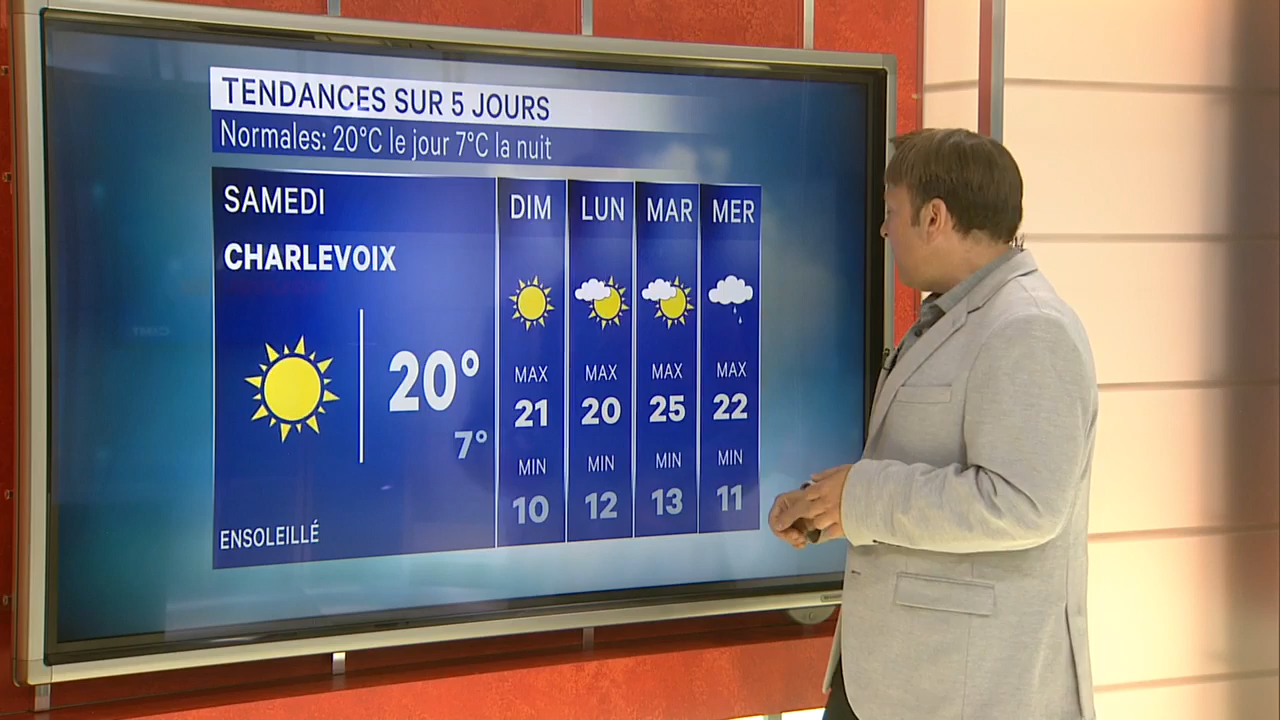 TENDANCES SUR 5 JOURS
Normales: 20°C le jour 7°C la nuit
SAMEDI
CHARLEVOIX
20°
7°
ENSOLEILLÉ
DIM
MAX
21
MIN
10
LUN
MAX
20
MIN
12
MAR
MAX
25
MIN
13
MER
MAX
22
MIN
11